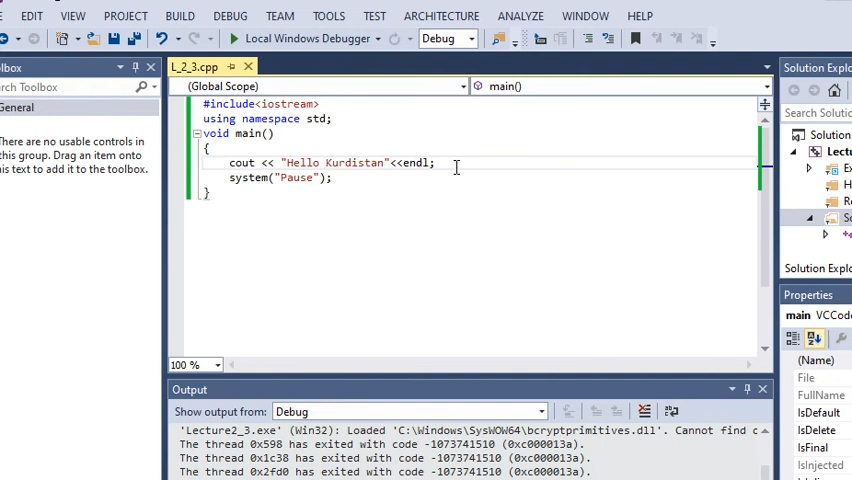 EDIT VIEW PROJECT BUILD DEBUG TEAM TOOLS TEST ARCHITECTURE ANALYZE WINDOW HELP
Local Windows Debugger Debug
lbox
earch Toolbox
General
There are no usable controls in
this group. Drag an item onto
this text to add it to the
toolbox.
L_2_3.cpp
(Global Scope) main()
#include<iostream>
using namespace std;
void main()
{
cout << "Hello Kurdistan"<<endl;
system("Pause");
}
100 %
Output
Show output from: Debug
'Lecture2_3.exe' (Win32): Loaded 'C:\Windows\SysWOW64\bcryptprimitives.dll'. Cannot find c
The thread 0x598 has exited with code -1073741510 (0xc000013a).
The thread 0x1c38 has exited with code -1073741510 (0xc000013a).
The thread 0x2fd0 has exited with code -1073741510 (0xc000013a).
Solution Explo
Search Solution
Solution
Lectu
Ex
H
Re
So
Solution Explo
Properties
main VCCode
(Name)
File
FullName
IsDefault
IsDelete
IsFinal
IsInjected